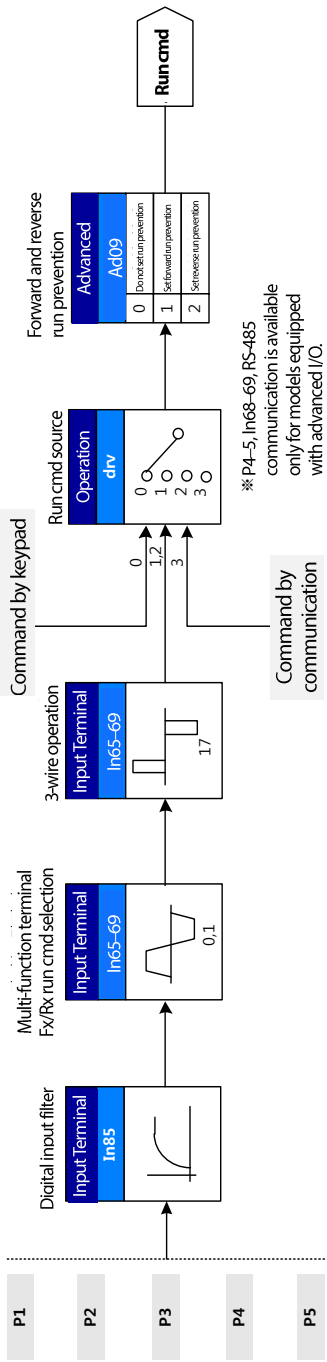 P1
P2
P3
P4
P5
Digital input filter
Input Terminal
In85
Multi-function terminal
Fx/Rx run cmd selection
Input Terminal
In65–69
0,1
3-wire operation
Input Terminal
In65–69
17
Command by keypad
0
1,2
3
Command by
communication
Run cmd source
Operation
drv
0
1
2
3
Forward and reverse
run prevention
Advanced
Ad09
0 Do not set run prevention
1 Set forward run prevention
2 Set reverse run prevention
Run cmd
※ P4–5, In68–69, RS-485
communication is available
only for models equipped
with advanced I/O.